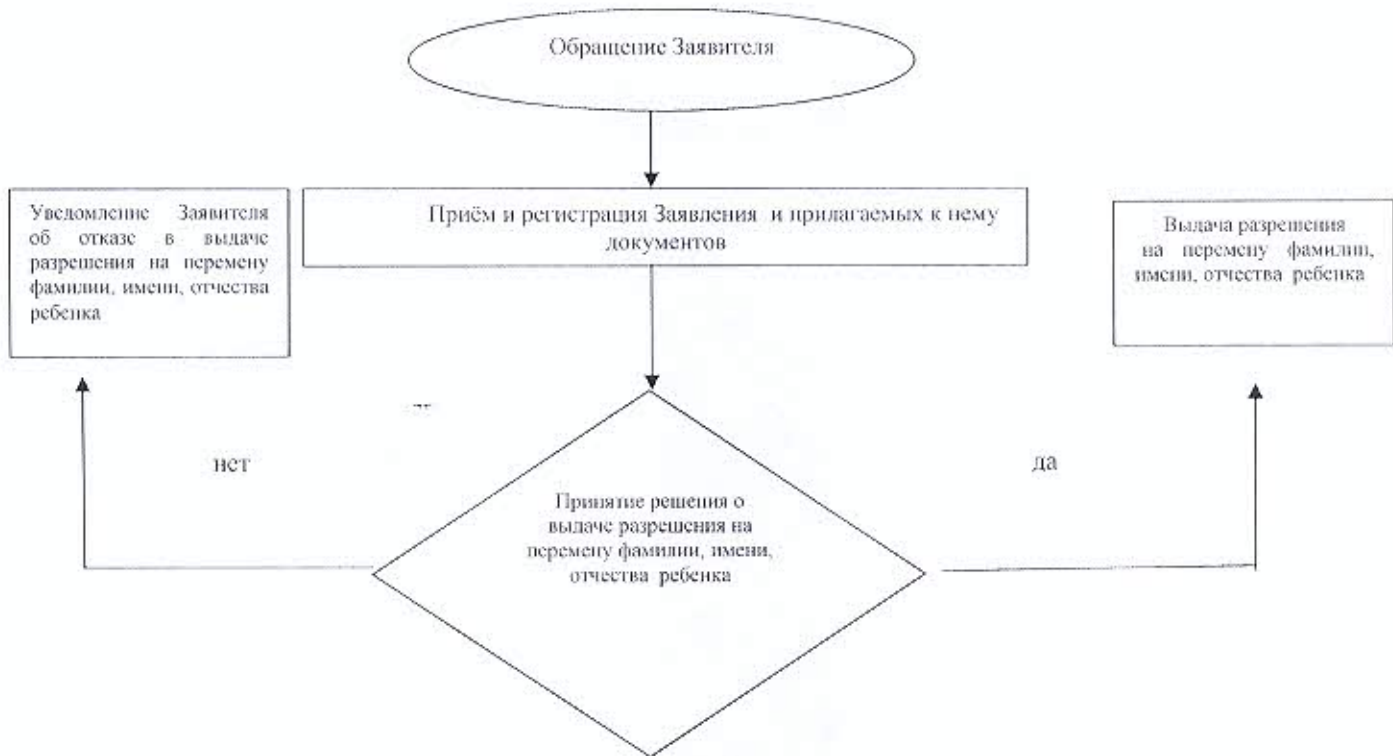 Обращение Заявителя
Уведомление Заявителя
об отказе в выдаче
разрешения на перемену
фамилии, имени, отчества
ребенка
Приём и регистрация Заявления и прилагаемых к нему
документов
Выдача разрешения
на перемену фамилии,
имени, отчества ребенка
нет
да
Принятие решения о
выдаче разрешения на
перемену фамилии, имени,
отчества ребенка